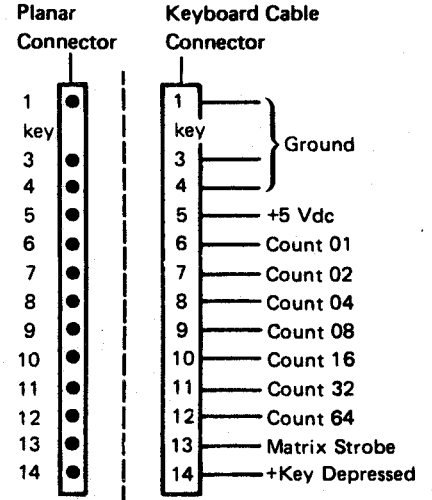 Planar Keyboard Cable
Connector Connector
1 1
key key
3 3 Ground
4 4
5 5 +5 Vdc
6 6 Count 01
7 7 Count 02
8 8 Count 04
9 9 Count 08
10 10 Count 16
11 11 Count 32
12 12 Count 64
13 13 Matrix Strobe
14 14 +Key Depressed